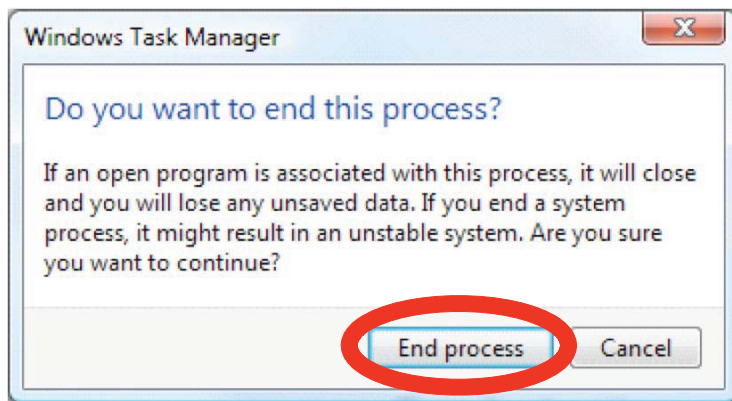 Windows Task Manager
Do you want to end this process?
If an open program is associated with this process, it will close
and you will lose any unsaved data. If you end a system
process, it might result in an unstable system. Are you sure
you want to continue?
End process Cancel